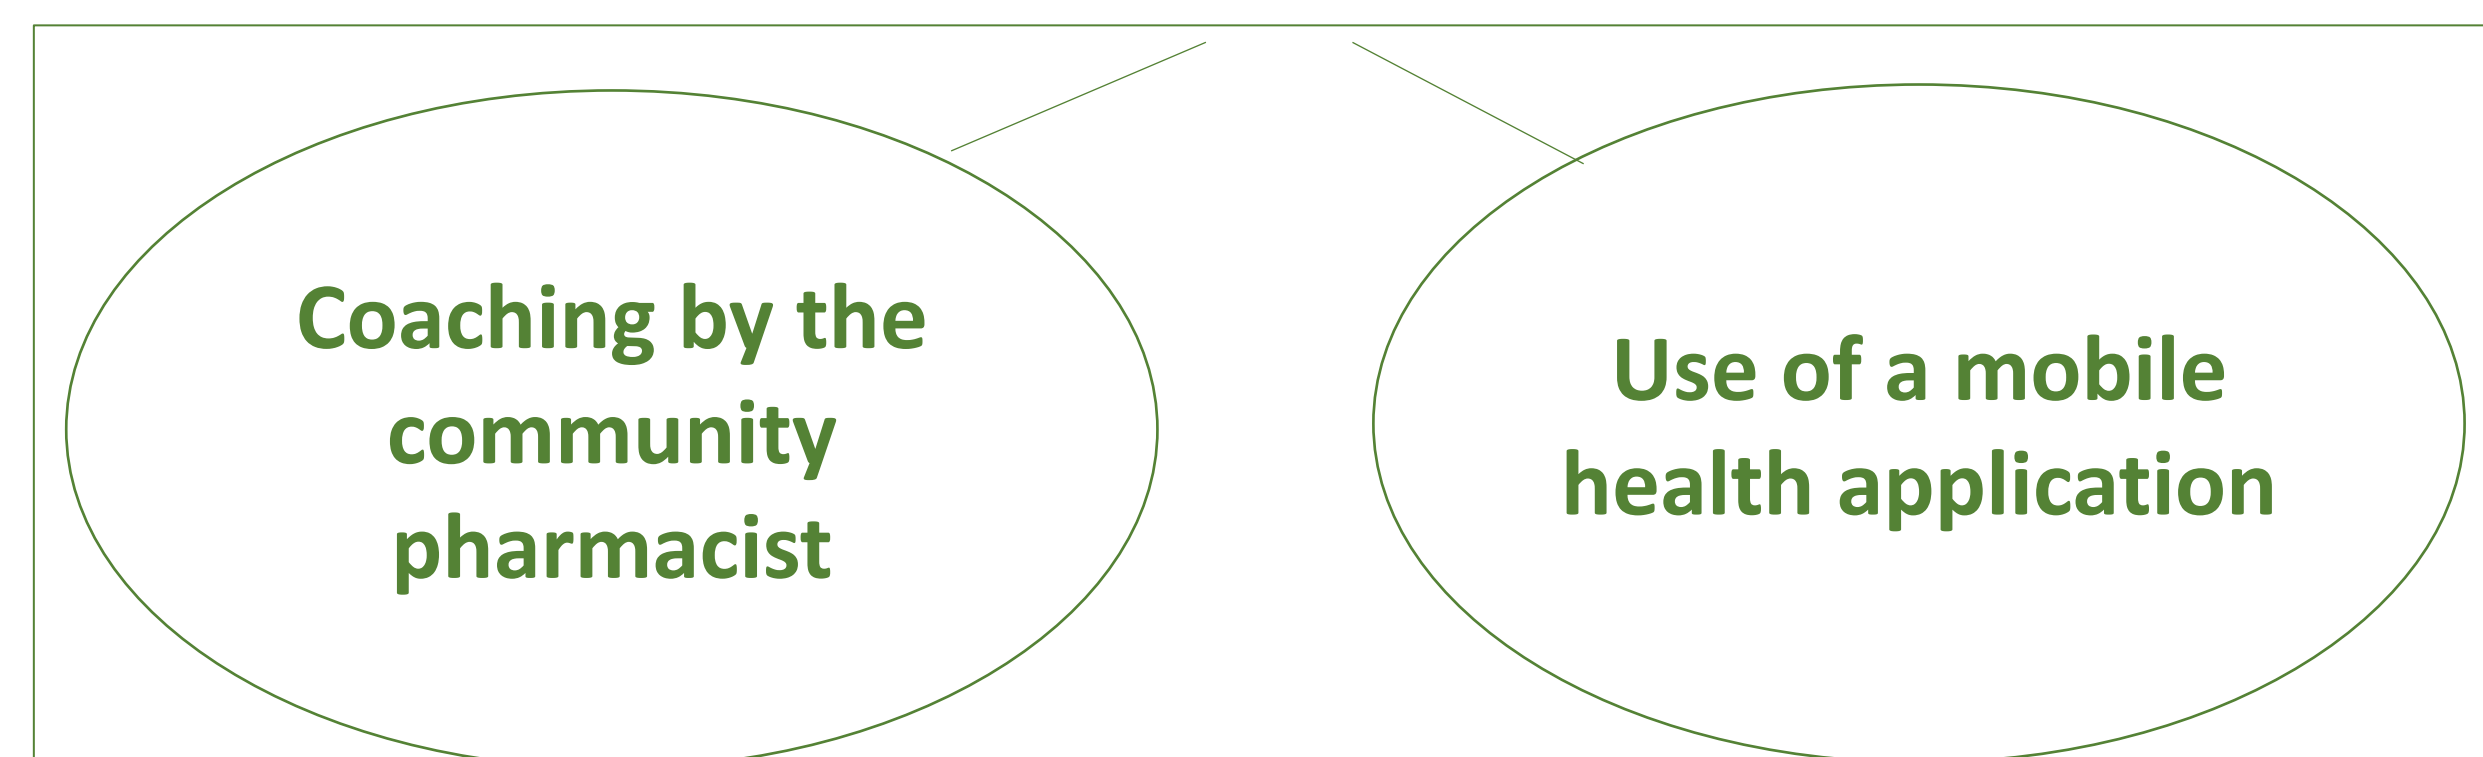 Coaching by the
community
pharmacist
Use of a mobile
health application